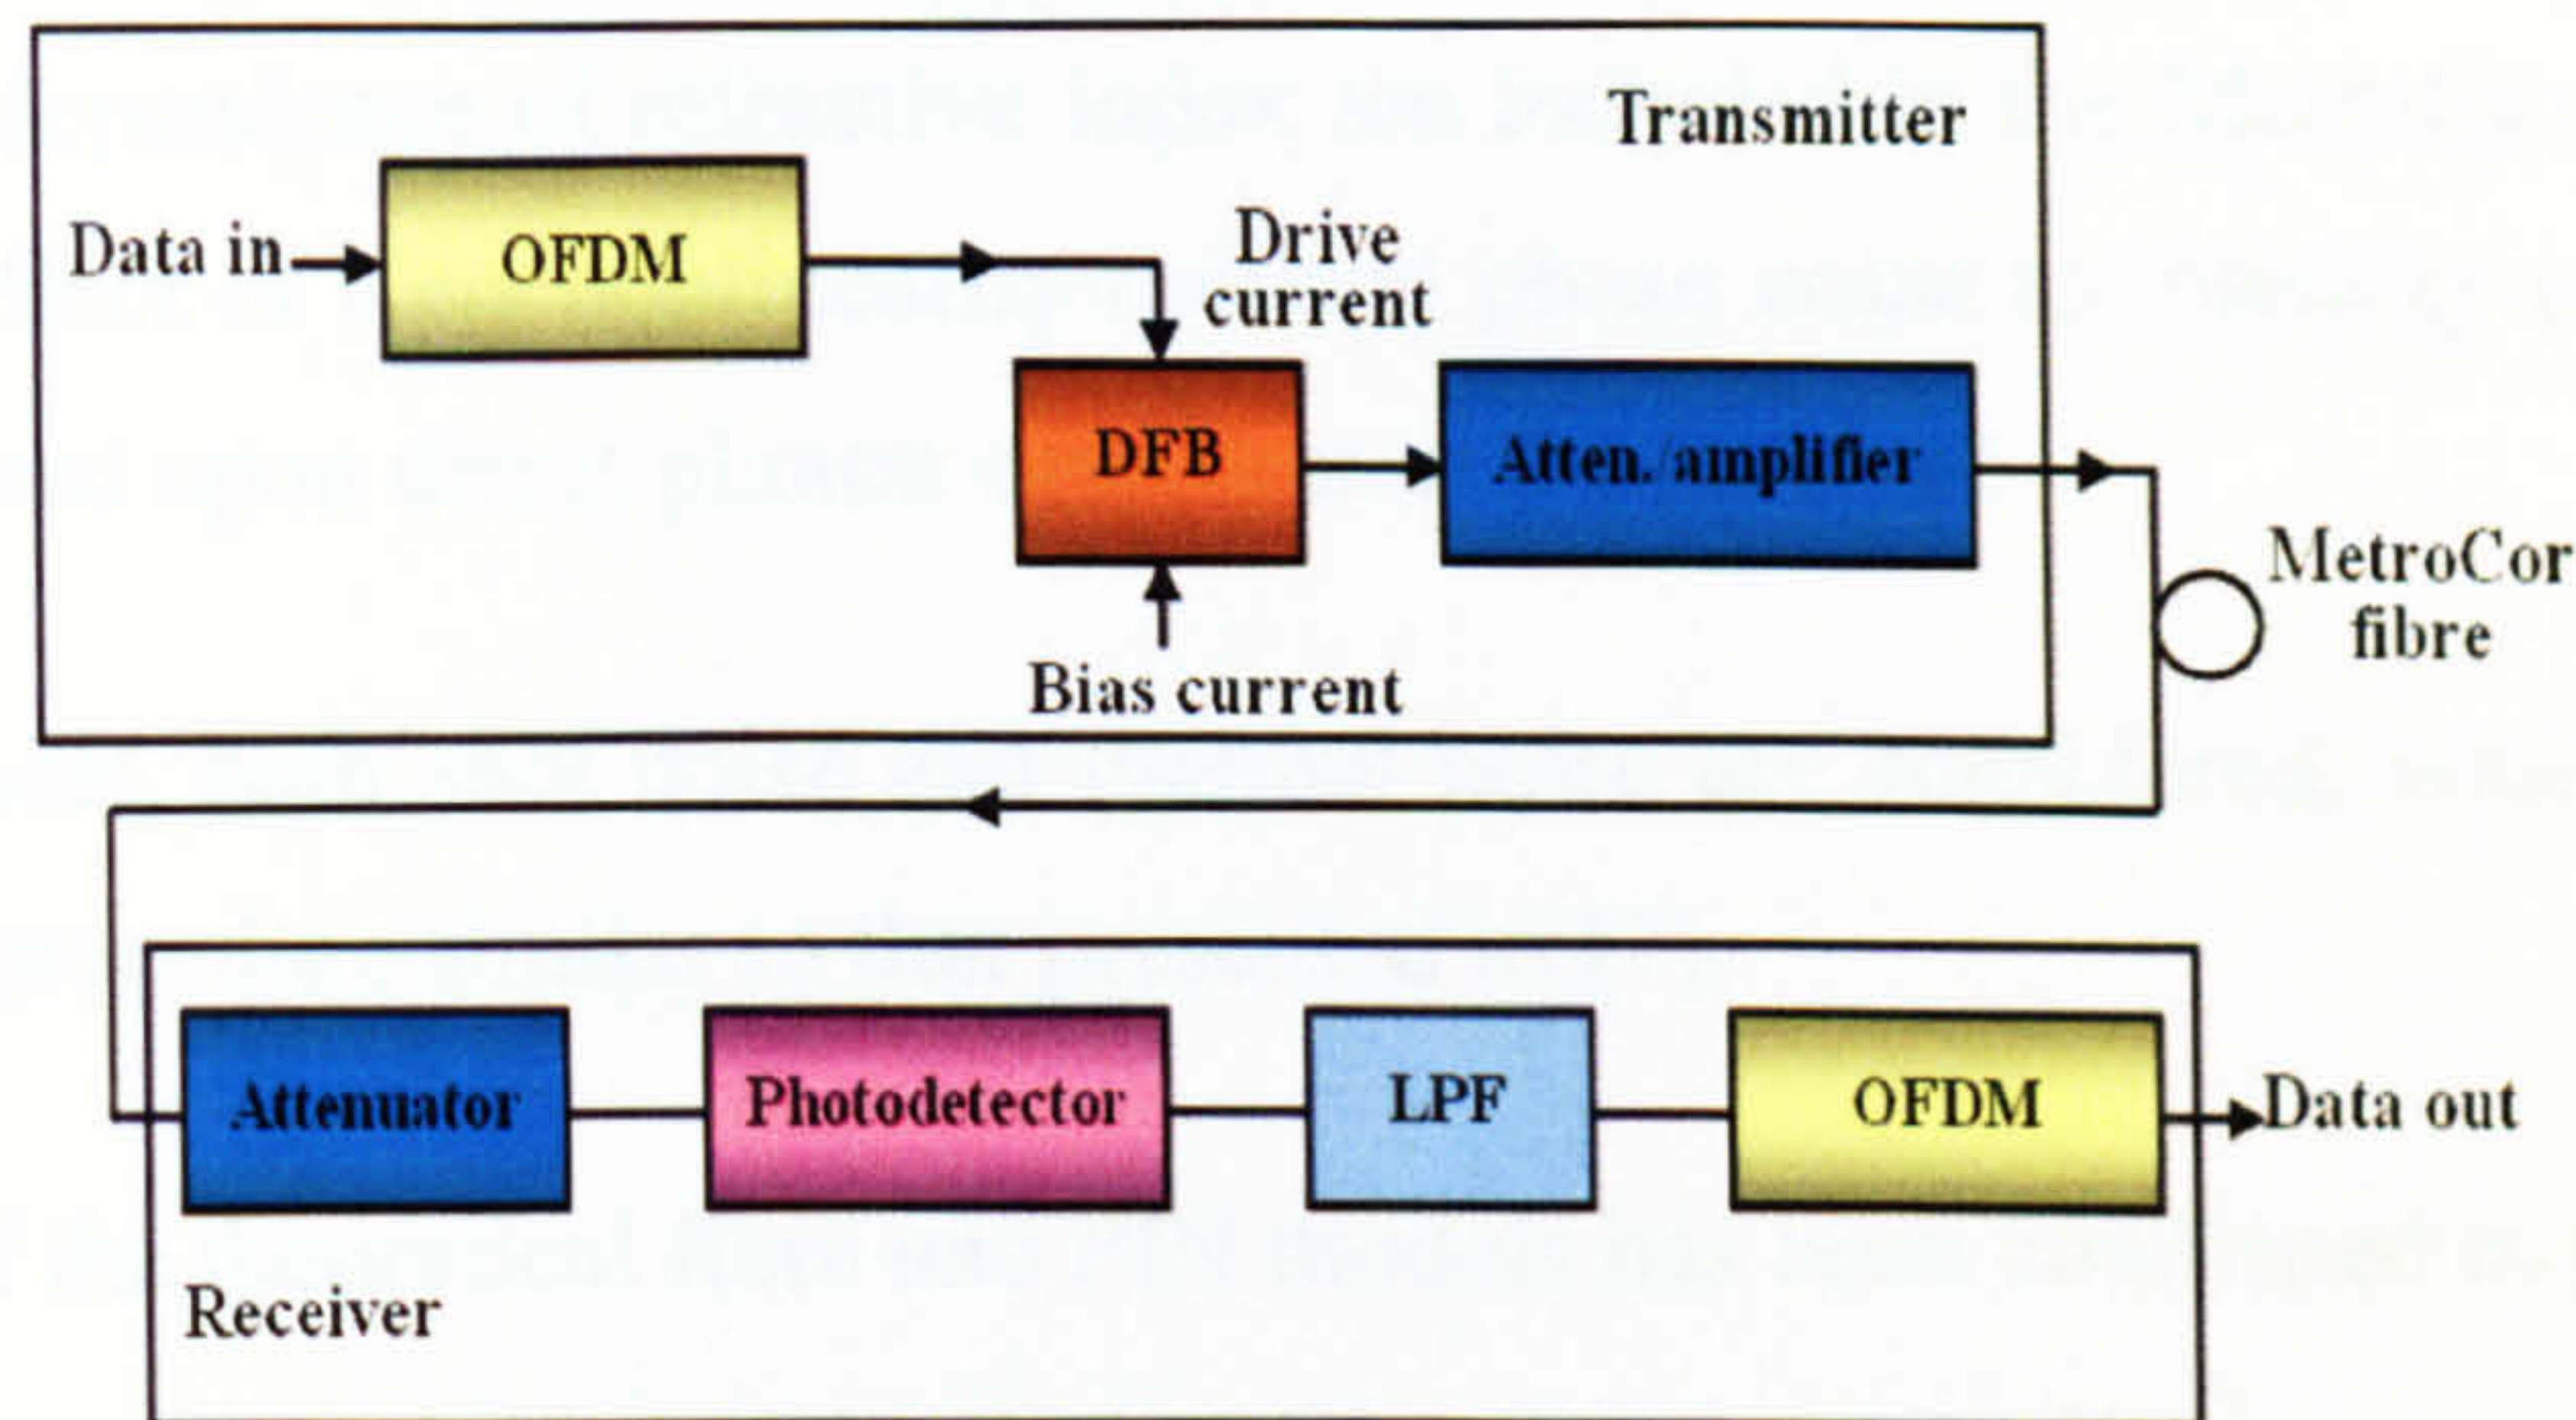 Transmitter
Data in
OFDM
Drive
current
DFB
Atten./amplifier
Bias current
MetroCor
fibre
Attenuator
Photodetector
LPF
OFDM
Data out
Receiver